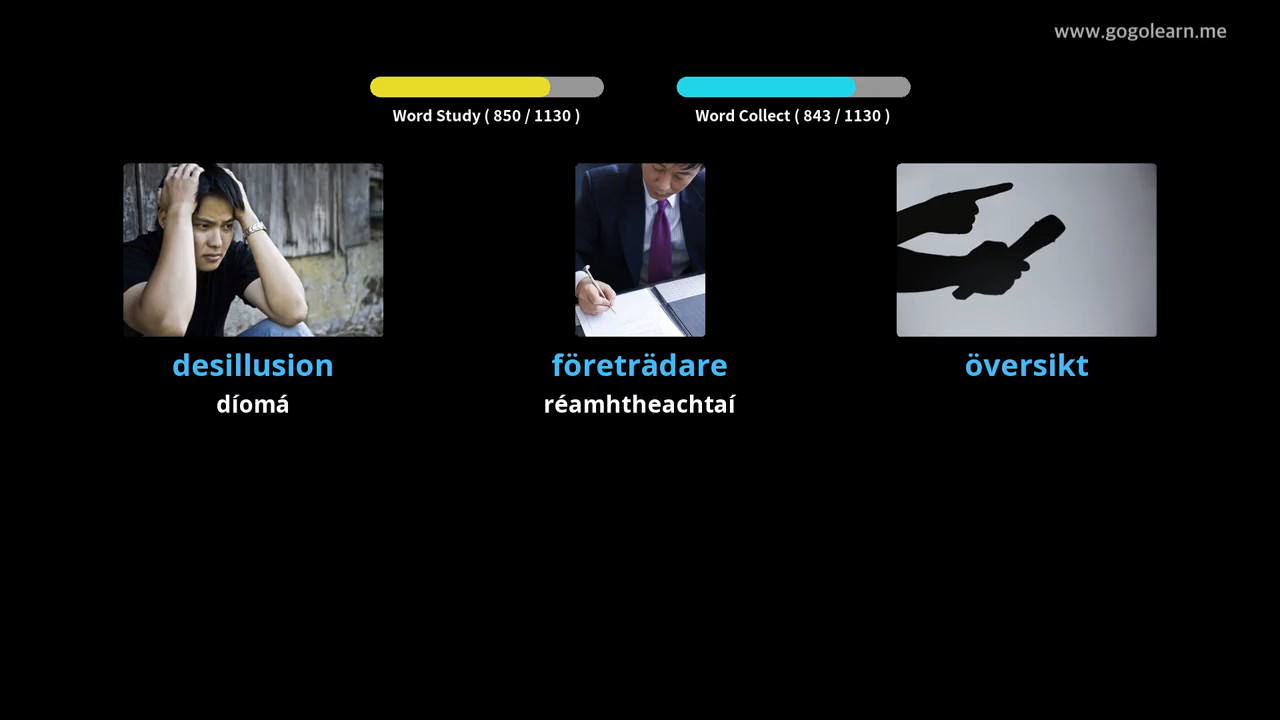 www.gogolearn.me
Word Study ( 850 / 1130 )
Word Collect ( 843 / 1130 )
desillusion
företrädare
översikt
díomá
réamhtheachtaí